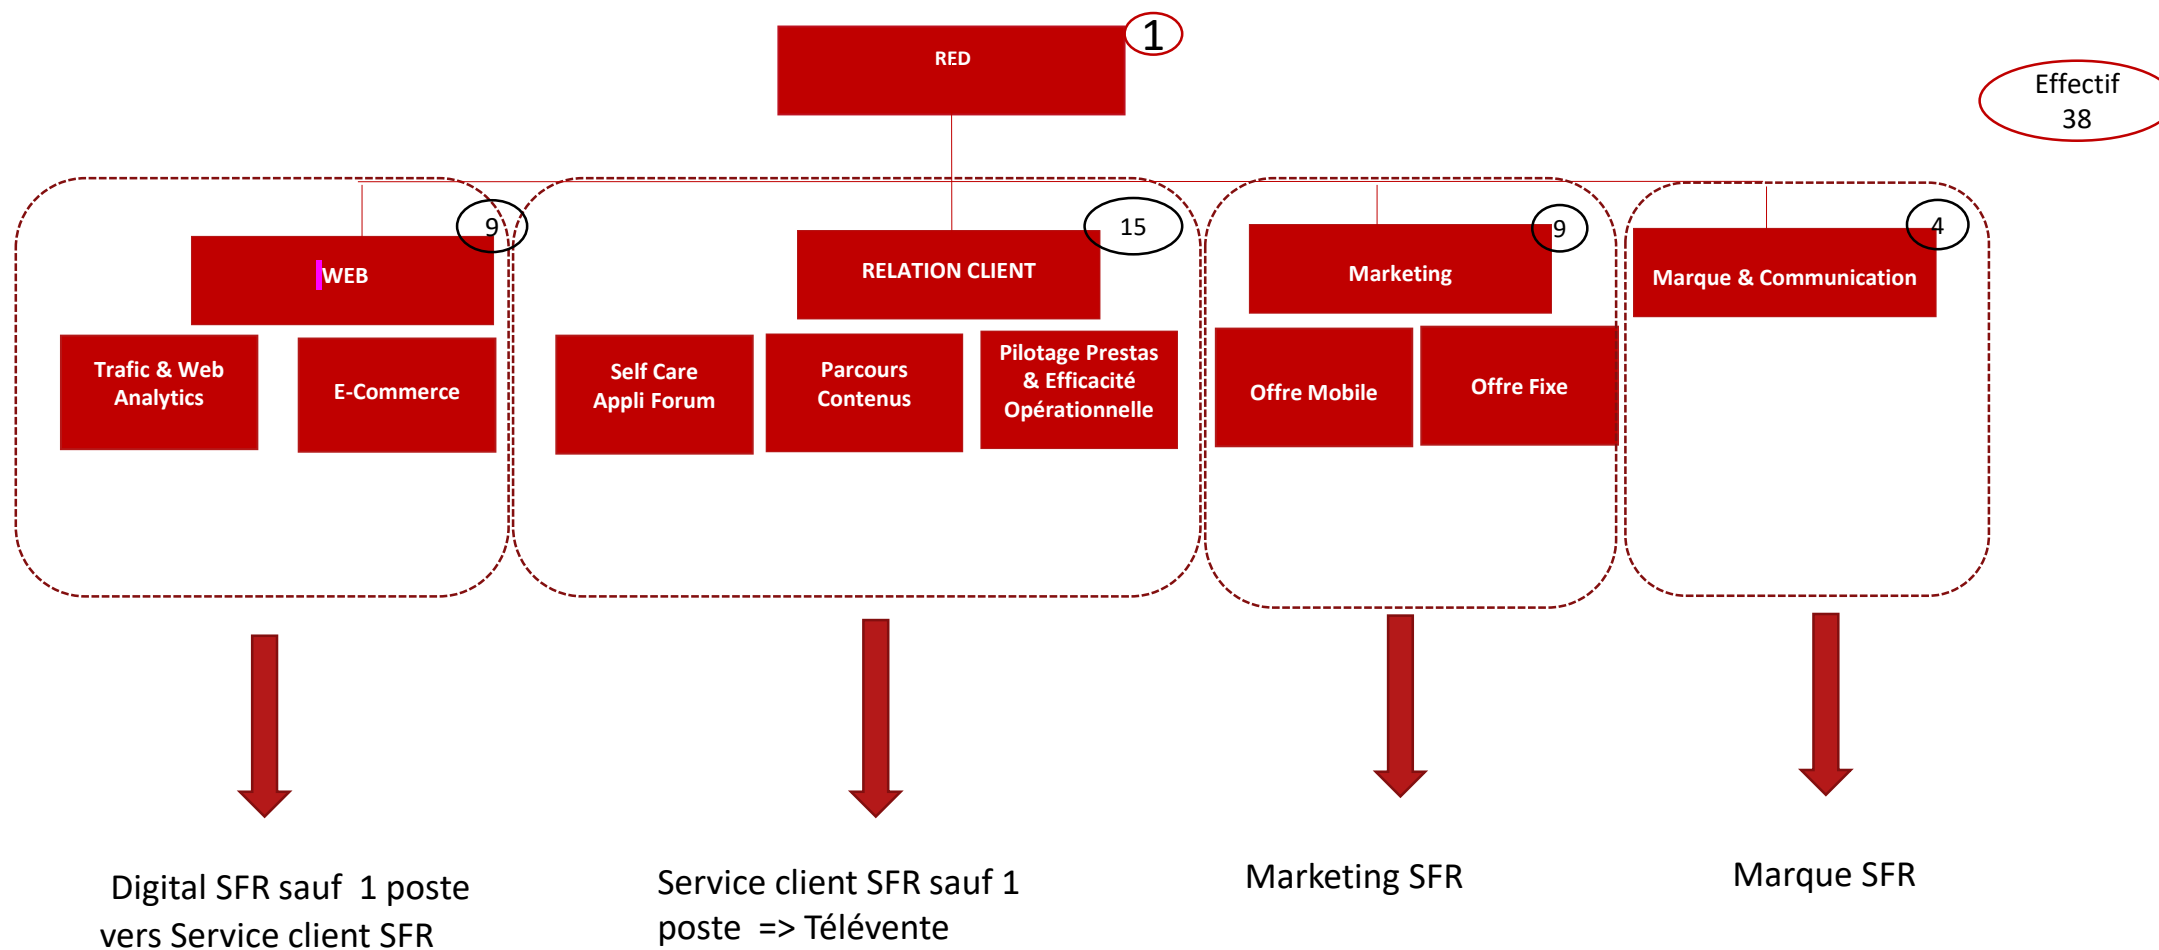 RED
1
Effectif
38
9
WEB
15
RELATION CLIENT
9
Marketing
4
Marque & Communication
Trafic & Web
Analytics
E-Commerce
Self Care
Appli Forum
Parcours
Contenus
Pilotage Prestas
& Efficacité
Opérationnelle
Offre Mobile
Offre Fixe
Digital SFR sauf 1 poste
vers Service client SFR
Service client SFR sauf 1
poste => Télévente
Marketing SFR
Marque SFR